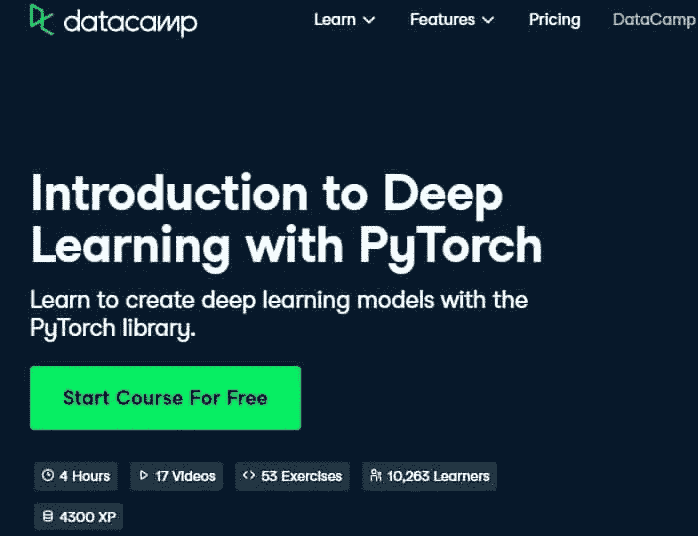 datacamp Learn Features Pricing DataCamp
Introduction to Deep
Learning with PyTorch
Learn to create deep learning models with the
PyTorch library.
Start Course For Free
4 Hours 17 Videos 53 Exercises 10,263 Learners
4300 XP